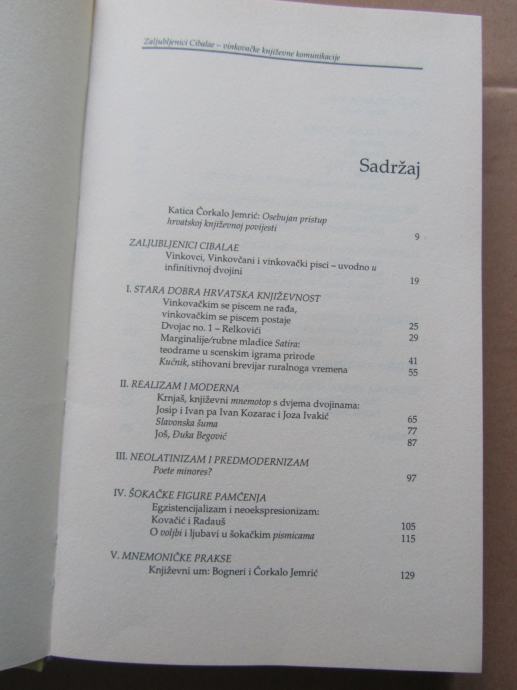 Zaljubljenici Cibalae – vinkovačke književne komunikacije
Sadržaj
Katica Čorkalo Jemrić: Osebujan pristup
hrvatskoj književnoj povijesti 9
ZALJUBLJENICI CIBALAE
Vinkovci, Vinkovčani i vinkovački pisci – uvodno u
infinitivnoj dvojini 19
I. STARA DOBRA HRVATSKA KNJIŽEVNOST
Vinkovačkim se piscem ne rađa,
vinkovačkim se piscem postaje 25
Dvojac no. 1 – Relkovići 29
Marginalije/rubne mladice Satira:
teodrame u scenskim igrama prirode 41
Kućnik, stihovani brevijar ruralnoga vremena 55
II. REALIZAM I MODERNA
Krnjaš, književni mnemotop s dvjema dvojinama:
Josip i Ivan pa Ivan Kozarac i Joza Ivakić 65
Slavonska šuma 77
Još, Đuka Begović 87
III. NEOLATINIZAM I PREDMODERNIZAM
Poete minores? 97
IV. ŠOKAČKE FIGURE PAMĆENJA
Egzistencijalizam i neoekspresionizam:
Kovačić i Radauš 105
O voljbi i ljubavi u šokačkim pismicama 115
V. MNEMONIČKE PRAKSE
Književni um: Bogneri i Čorkalo Jemrić 129